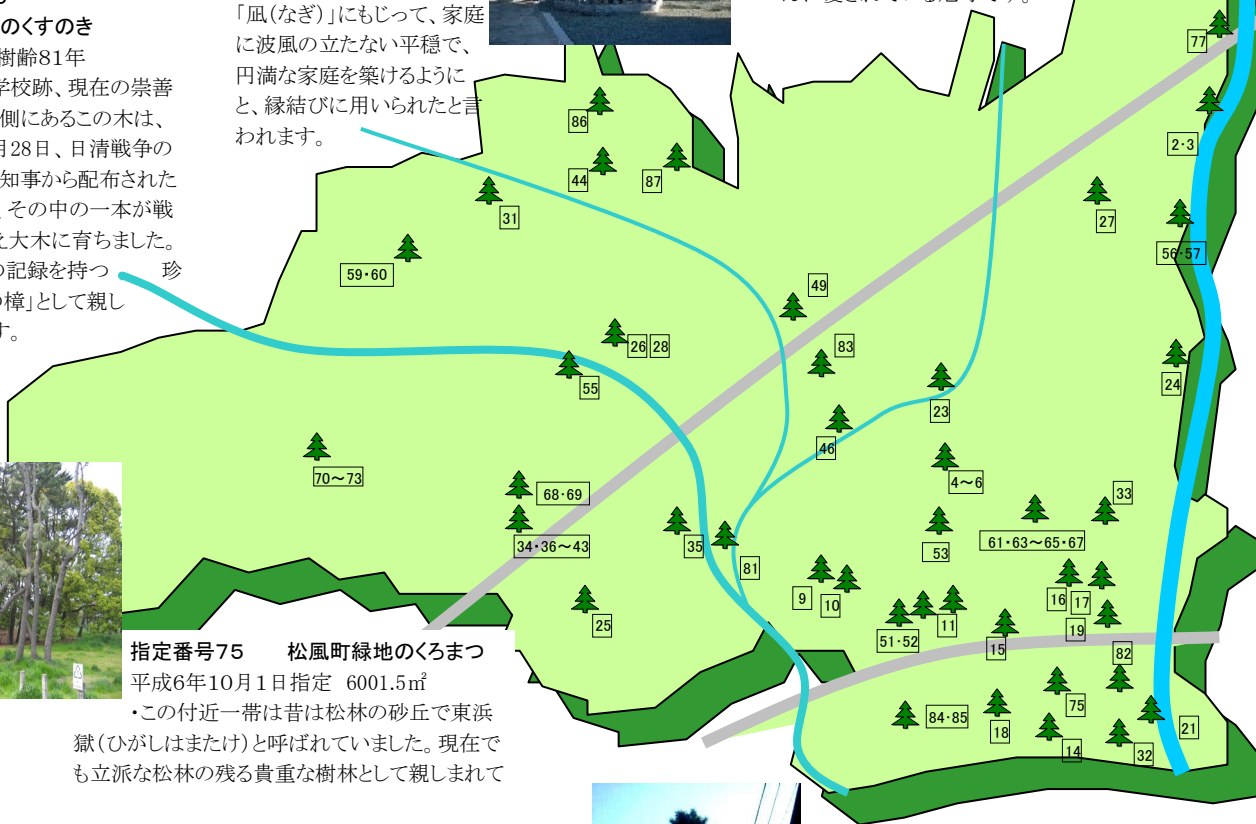 のくすのき
樹齢81年
学校跡、現在の崇善
側にあるこの木は、
月28日、日清戦争の
知事から配布された
、その中の一本が戦
え大木に育ちました。
の記録を持つ 珍
の樟」として親し
す。
「凪(なぎ)」にもじって、家庭
に波風の立たない平穏で、
円満な家庭を築けるように
と、縁結びに用いられたと言
われます。
77
86
2・3
44
87
31
27
56・57
59・60
49
26
28
83
55
24
23
46
70～73
68・69
4～6
33
34・36～43
35
53
61・63～65・67
81
9
10
16
17
25
51・52
11
15
19
82
75
84・85
18
14
32
21
指定番号75 松風町緑地のくろまつ
平成6年10月1日指定 6001.5㎡
・この付近一帯は昔は松林の砂丘で東浜
獄(ひがしはまたけ)と呼ばれていました。現在で
も立派な松林の残る貴重な樹林として親しまれて